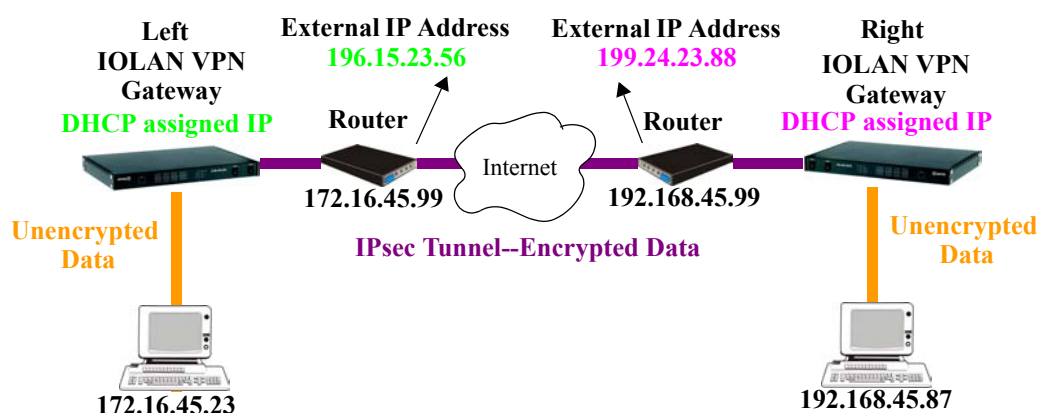 Left
IOLAN VPN
Gateway
DHCP assigned IP
External IP Address
196.15.23.56
External IP Address
199.24.23.88
Right
IOLAN VPN
Gateway
DHCP assigned IP
Router
Internet
Router
172.16.45.99
192.168.45.99
IPsec Tunnel--Encrypted Data
Unencrypted
Data
Unencrypted
Data
172.16.45.23
192.168.45.87